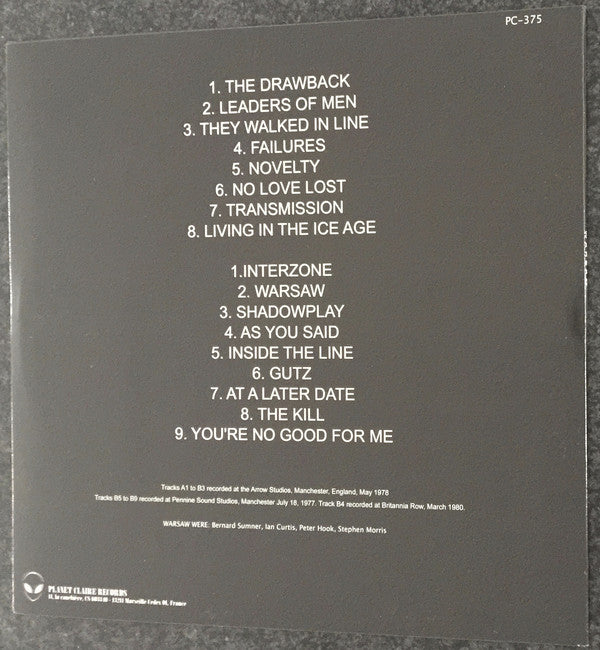 PC-375
1. THE DRAWBACK
2. LEADERS OF MEN
3. THEY WALKED IN LINE
4. FAILURES
5. NOVELTY
6. NO LOVE LOST
7. TRANSMISSION
8. LIVING IN THE ICE AGE
1.INTERZONE
2. WARSAW
3. SHADOWPLAY
4. AS YOU SAID
5. INSIDE THE LINE
6. GUTZ
7. AT A LATER DATE
8. THE KILL
9. YOU'RE NO GOOD FOR ME
Tracks A1 to B3 recorded at the Arrow Studios, Manchester, England, May 1978
Tracks B5 to B9 recorded at Pennine Sound Studios, Manchester July 18, 1977. Track B4 recorded at Britannia Row, March 1980.
WARSAW WERE: Bernard Sumner, Ian Curtis, Peter Hook, Stephen Morris
PLANET CLAIRE RECORDS
Marseille Cedex 01, France